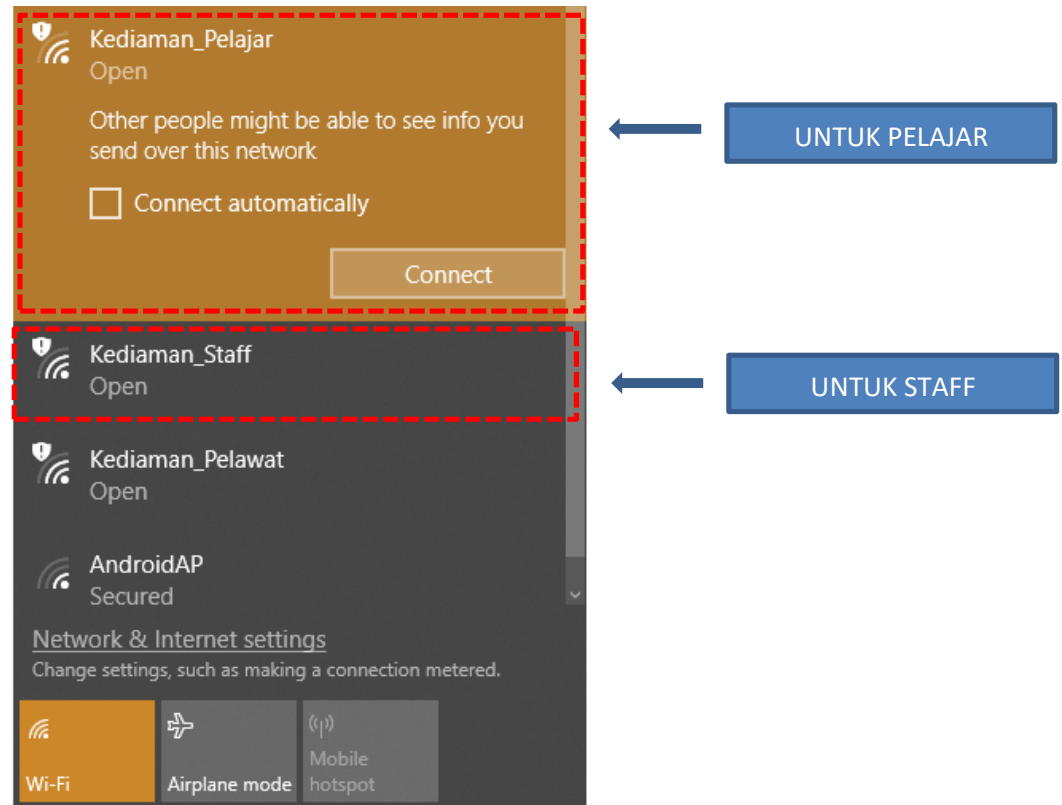 Kediaman_Pelajar
Open
Other people might be able to see info you
send over this network
Connect automatically
Connect
UNTUK PELAJAR
Kediaman_Staff
Open
UNTUK STAFF
Kediaman_Pelawat
Open
AndroidAP
Secured
Network & Internet settings
Change settings, such as making a connection metered.
Wi-Fi
Airplane mode
Mobile
hotspot